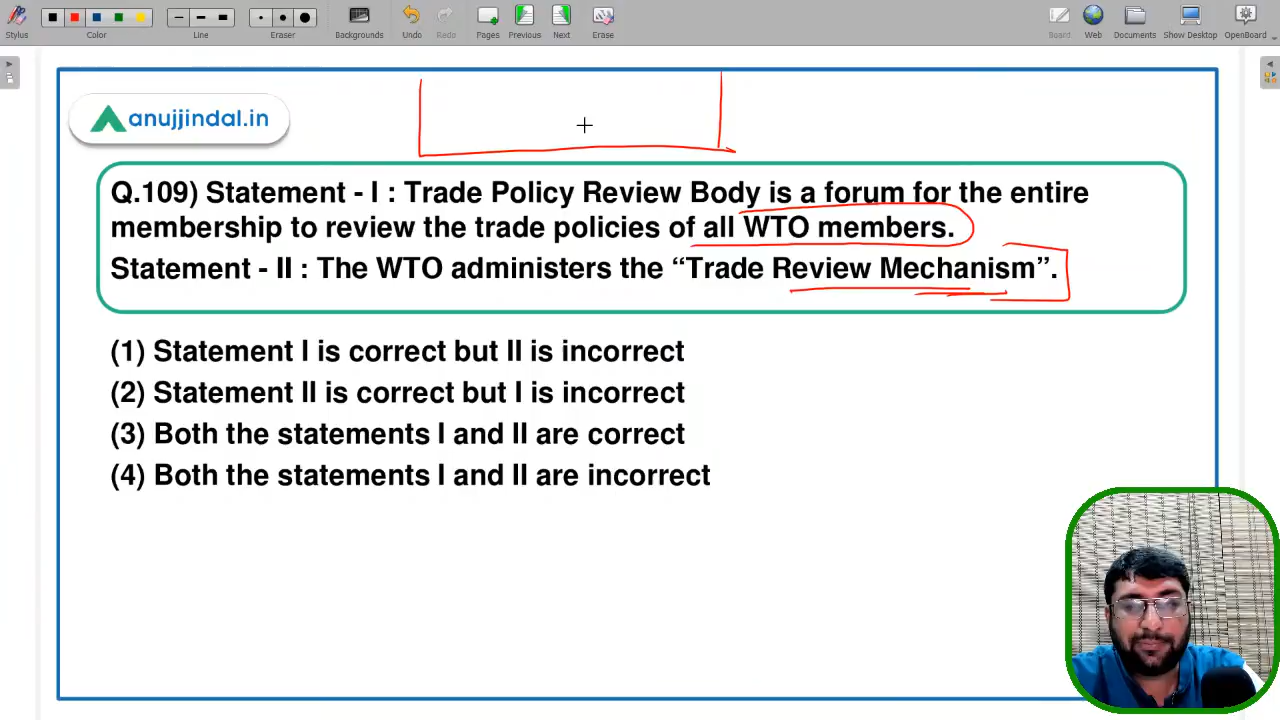 Stylus
Color
Line
Eraser
Backgrounds
Undo
Redo
Pages
Previous
Next
Erase
Board
Web
Documents
Show Desktop
OpenBoard
anujjindal.in
Q.109) Statement - I : Trade Policy Review Body is a forum for the entire
membership to review the trade policies of all WTO members.
Statement - II : The WTO administers the “Trade Review Mechanism”.
(1) Statement I is correct but II is incorrect
(2) Statement II is correct but I is incorrect
(3) Both the statements I and II are correct
(4) Both the statements I and II are incorrect